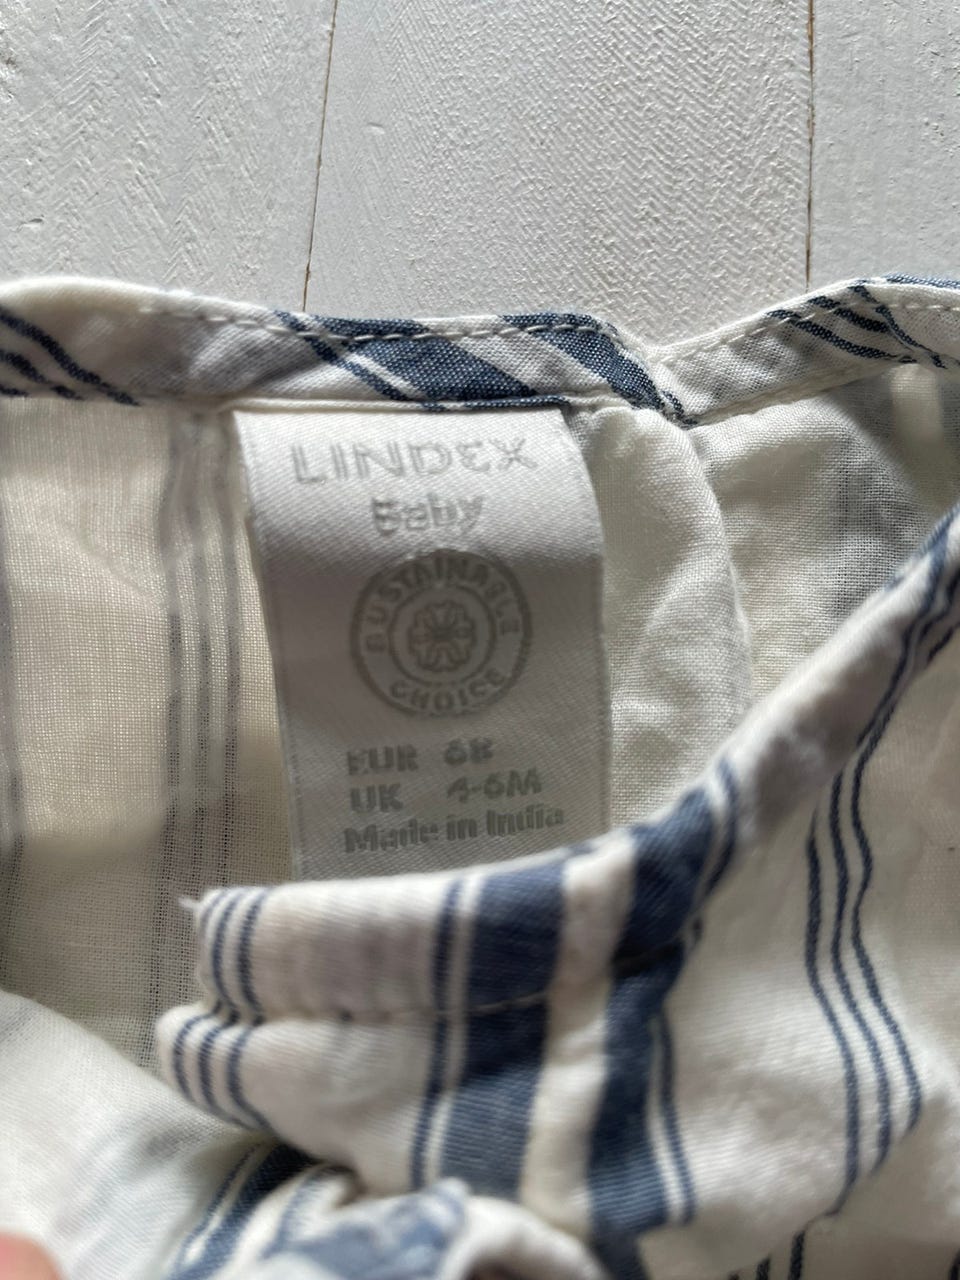 LINDEX
Baby
SUSTAINABLE
CHOICE
EUR 68
UK 4-6M
Made in India